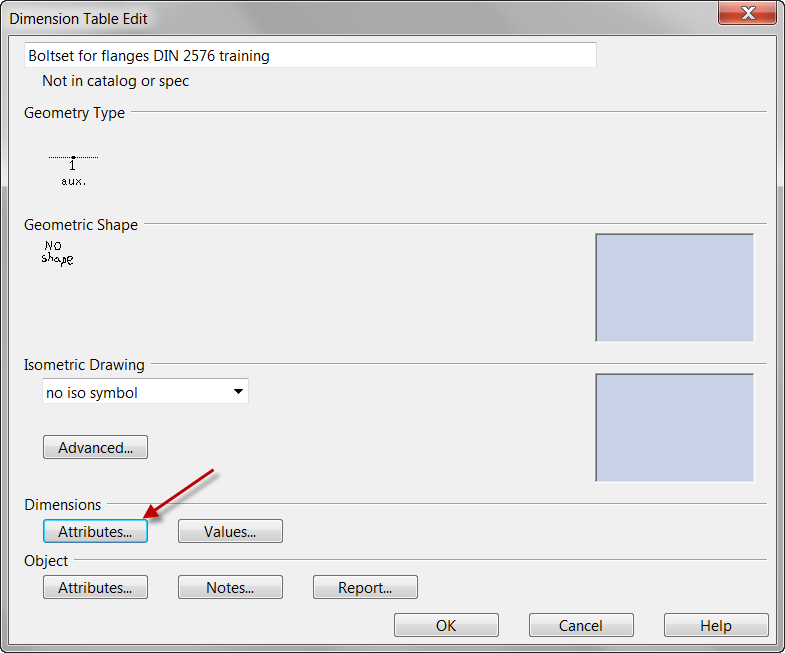 Dimension Table Edit
Boltset for flanges DIN 2576 training
Not in catalog or spec
Geometry Type
1
aux.
Geometric Shape
NO
shape
Isometric Drawing
no iso symbol
Advanced...
Dimensions
Attributes... Values...
Object
Attributes... Notes... Report...
OK Cancel Help